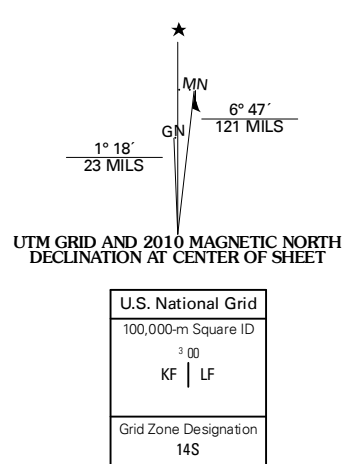 ★
MN
6° 47´
121 MILS
GN
1° 18´
23 MILS
UTM GRID AND 2010 MAGNETIC NORTH
DECLINATION AT CENTER OF SHEET
U.S. National Grid
100,000-m Square ID
3 00
KF | LF
Grid Zone Designation
14S